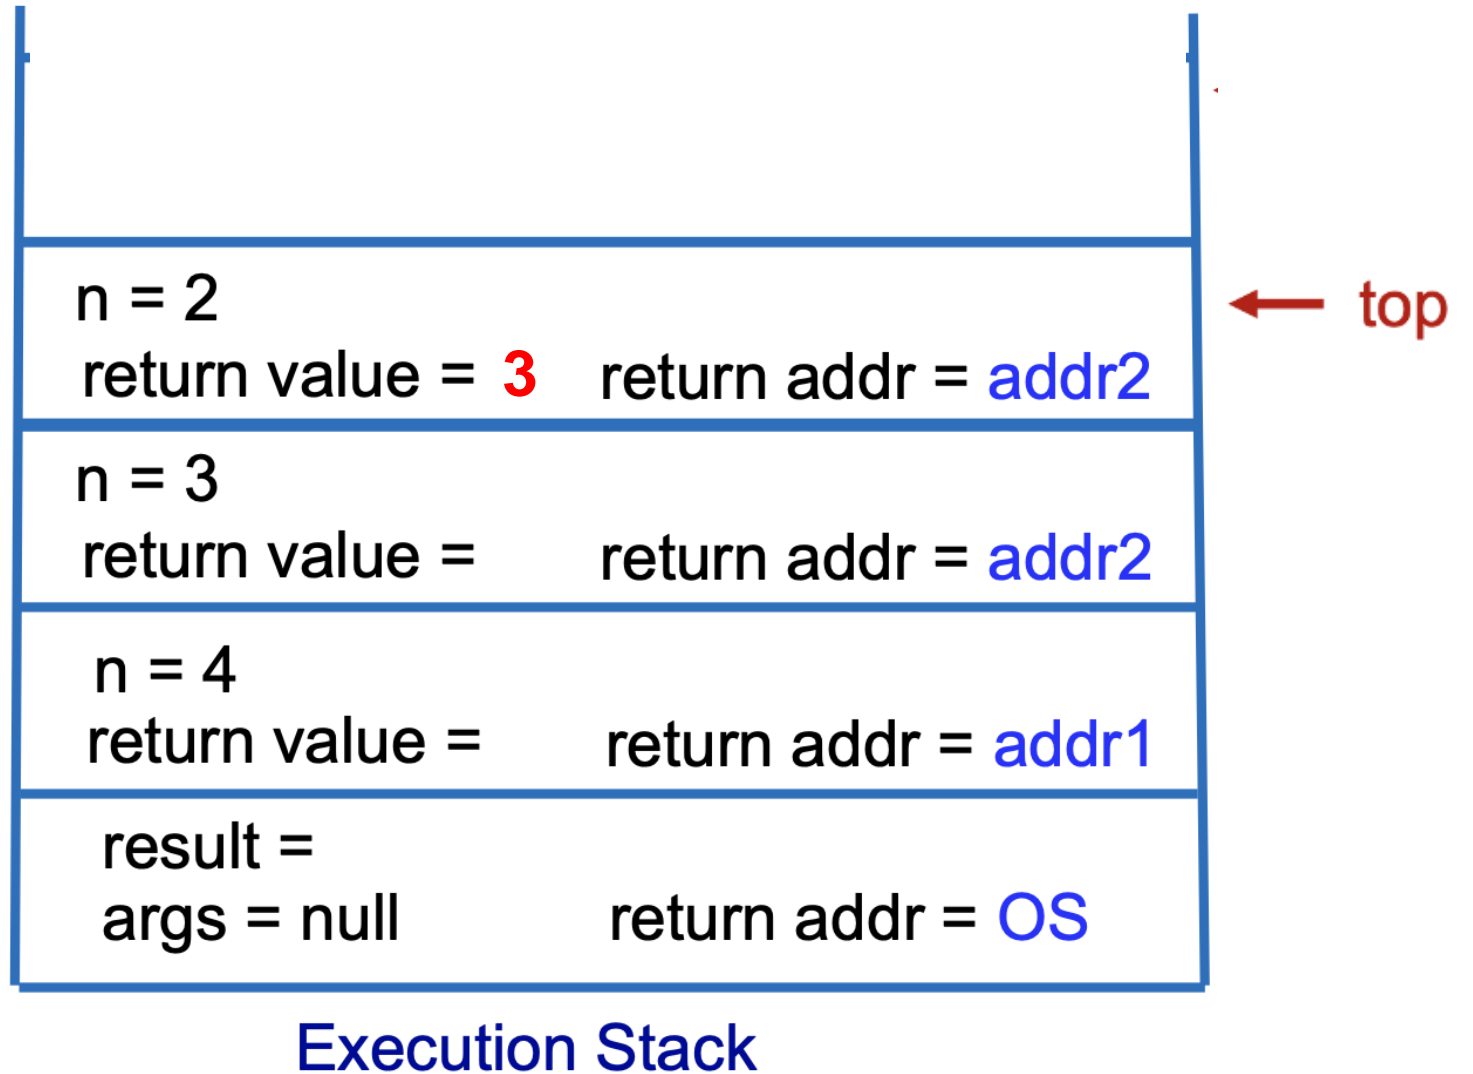 n = 2
top
return value = 3 return addr = addr2
n = 3
return value = return addr = addr2
n = 4
return value = return addr = addr1
result =
args = null return addr = OS
Execution Stack